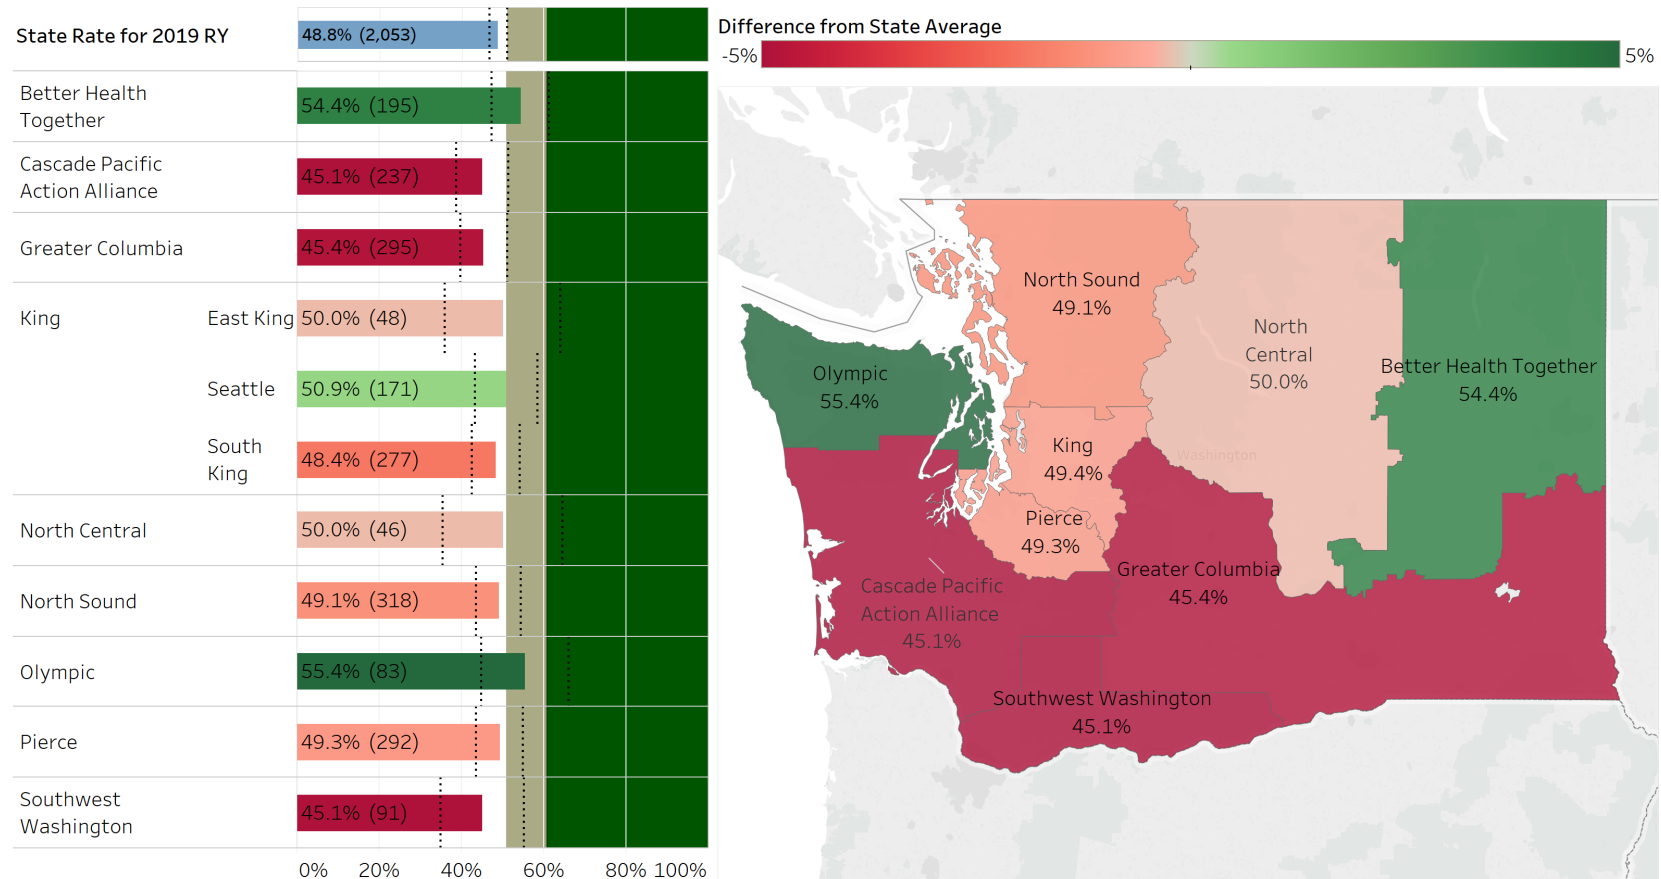 State Rate for 2019 RY
48.8% (2,053)
Better Health
Together
54.4% (195)
Cascade Pacific
Action Alliance
45.1% (237)
Greater Columbia
45.4% (295)
King
East King
50.0% (48)
Seattle
50.9% (171)
South
King
48.4% (277)
North Central
50.0% (46)
North Sound
49.1% (318)
Olympic
55.4% (83)
Pierce
49.3% (292)
Southwest
Washington
45.1% (91)
0% 20% 40% 60% 80% 100%
Difference from State Average
-5% 5%
North Sound
49.1%
North
Central
50.0%
Better Health Together
54.4%
Olympic
55.4%
King
49.4%
Washington
Pierce
49.3%
Greater Columbia
45.4%
Cascade Pacific
Action Alliance
45.1%
Southwest Washington
45.1%